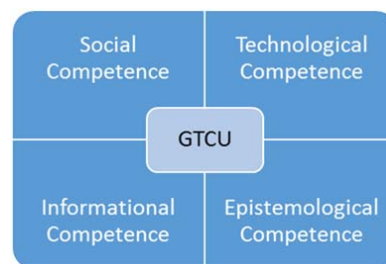 Social
Competence
Technological
Competence
GTCU
Informational
Competence
Epistemological
Competence